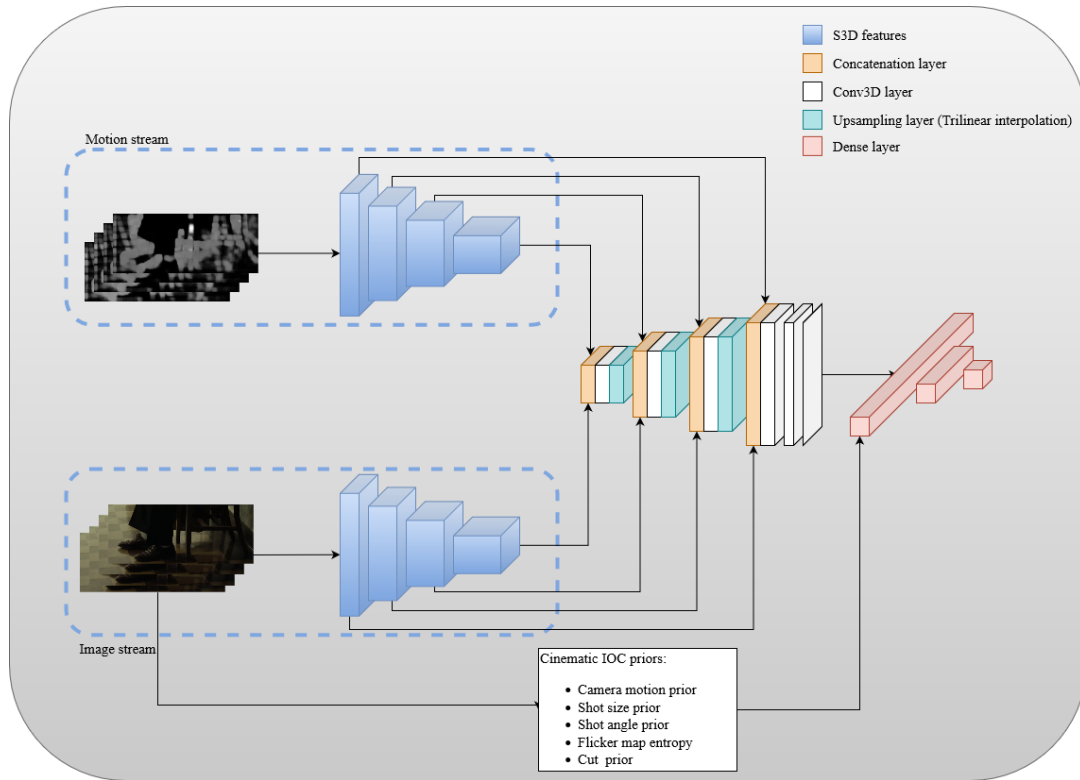 S3D features
Concatenation layer
Conv3D layer
Upsampling layer (Trilinear interpolation)
Dense layer
Motion stream
Image stream
Cinematic IOC priors:
• Camera motion prior
• Shot size prior
• Shot angle prior
• Flicker map entropy
• Cut prior